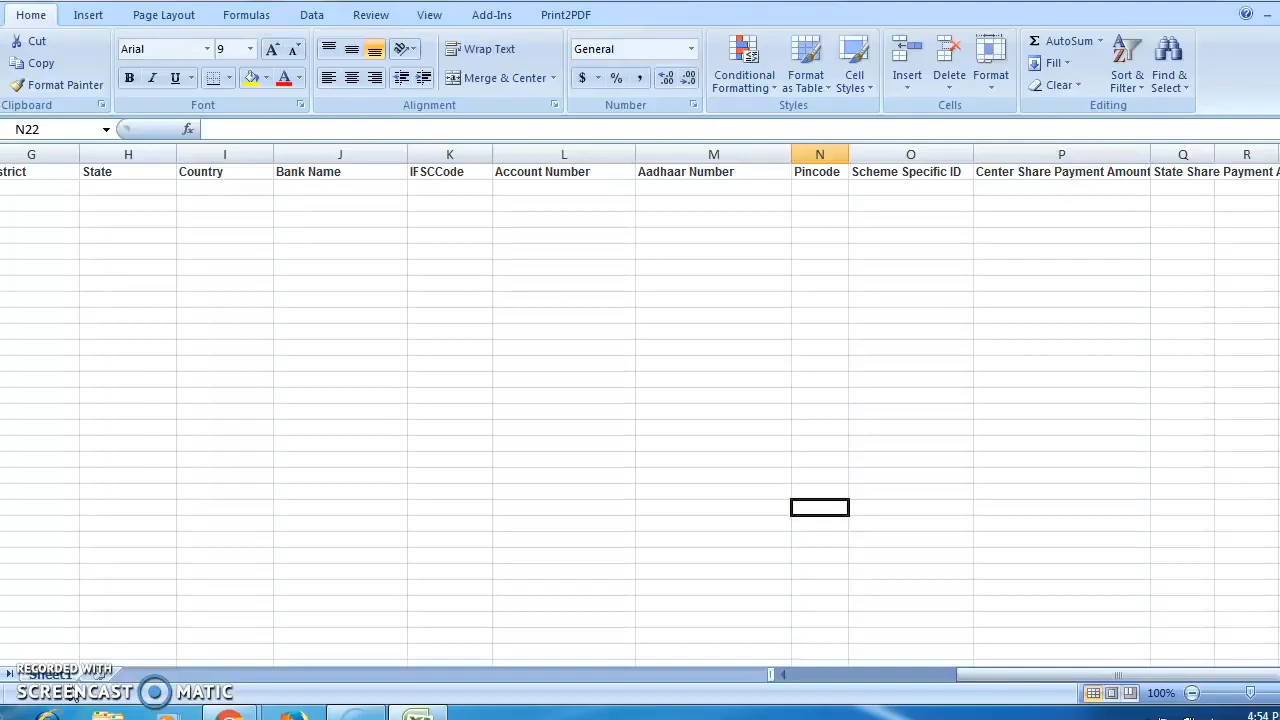 Home Insert Page Layout Formulas Data Review View Add-Ins Print2PDF
Cut
Copy
Format Painter
Clipboard
Arial 9
B I U
Font
Wrap Text
Merge & Center
Alignment
General
$ % ,
Number
Conditional Formatting
Format as Table
Cell Styles
Styles
Insert Delete Format
Cells
Σ AutoSum
Fill
Clear
Sort & Filter
Find & Select
Editing
N22 fx
G H I J K L M N O P Q R
State Country Bank Name IFSCCode Account Number Aadhaar Number Pincode Scheme Specific ID Center Share Payment Amount State Share Payment
Sheet1
RECORDED WITH
SCREENCAST MATIC
100%
4:54 P